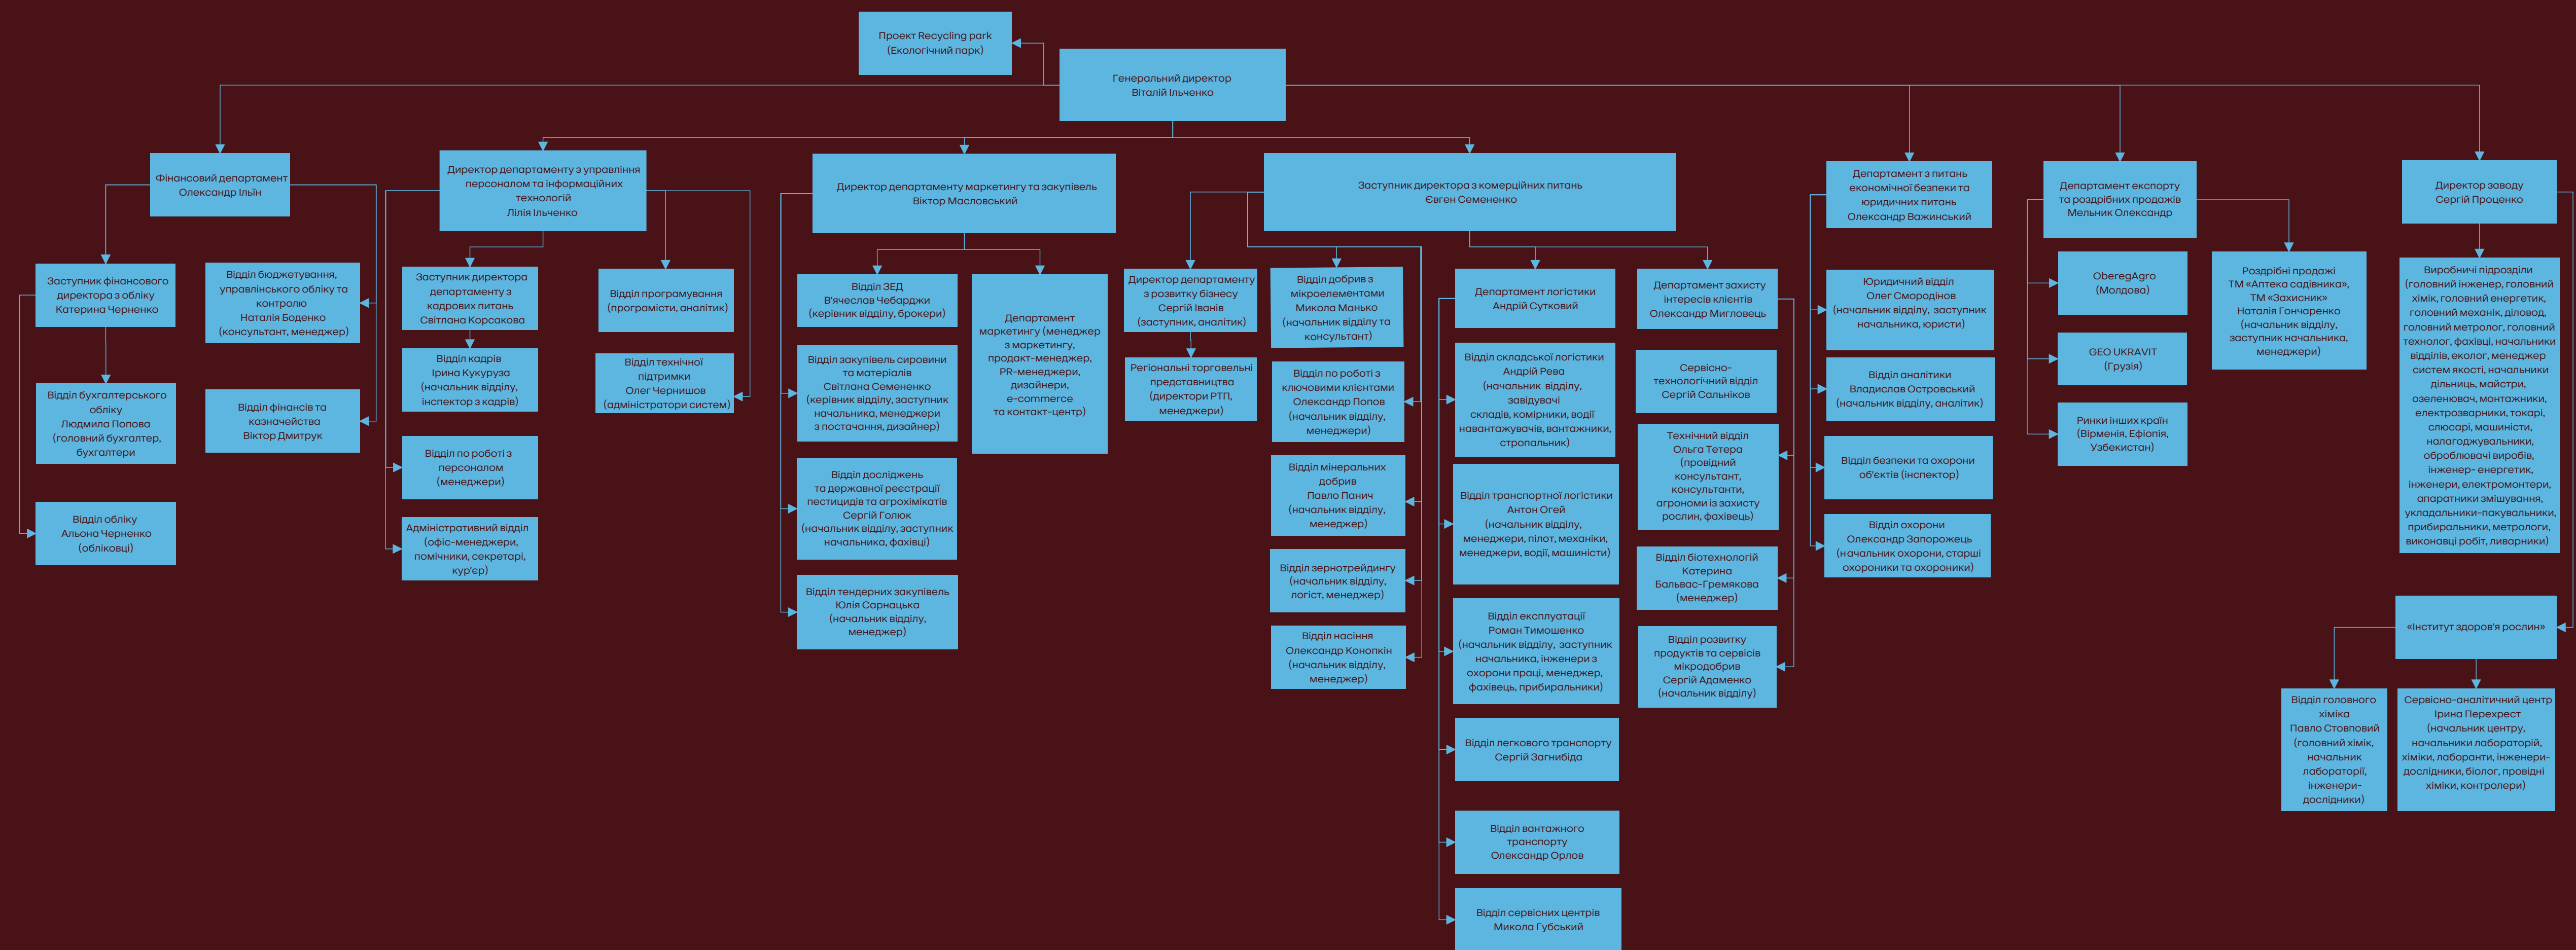 Проект Recycling park
(Екологічний парк)
Генеральний директор
Віталій Ільченко
Фінансовий департамент
Олександр Ільїн
Заступник фінансового
директора з обліку
Катерина Черненко
Відділ бухгалтерського
обліку
Людмила Попова
(головний бухгалтер,
бухгалтери
Відділ обліку
Альона Черненко
(обліковці)
Відділ бюджетування,
управлінського обліку та
контролю
Наталія Боденко
(консультант, менеджер)
Відділ фінансів та
казначейства
Віктор Дмитрук
Директор департаменту з управління
персоналом та інформаційних
технологій
Лілія Ільченко
Заступник директора
департаменту з
кадрових питань
Світлана Корсакова
Відділ кадрів
Ірина Кукуруза
(начальник відділу,
інспектор з кадрів)
Відділ по роботі з
персоналом
(менеджери)
Адміністративний відділ
(офіс-менеджери,
помічники, секретарі,
кур'єр)
Відділ програмування
(програмісти, аналітик)
Відділ технічної
підтримки
Олег Чернишов
(адміністратори систем)
Директор департаменту маркетингу та закупівель
Віктор Масловський
Відділ ЗЕД
В'ячеслав Чебарджи
(керівник відділу, брокери)
Відділ закупівель сировини
та матеріалів
Світлана Семененко
(керівник відділу, заступник
начальника, менеджери
з постачання, дизайнер)
Відділ досліджень
та державної реєстрації
пестицидів та агрохімікатів
Сергій Голюк
(начальник відділу, заступник
начальника, фахівці)
Відділ тендерних закупівель
Юлія Сарнацька
(начальник відділу,
менеджер)
Департамент
маркетингу (менеджер
з маркетингу,
продакт-менеджер,
PR-менеджери,
дизайнери,
e-commerce
та контакт-центр)
Заступник директора з комерційних питань
Євген Семененко
Директор департаменту
з розвитку бізнесу
Сергій Іванів
(заступник, аналітик)
Регіональні торговельні
представництва
(директори РТП,
менеджери)
Відділ добрив з
мікроелементами
Микола Манько
(начальник відділу та
консультант)
Відділ по роботі з
ключовими клієнтами
Олександр Попов
(начальник відділу,
менеджери)
Відділ мінеральних
добрив
Павло Панич
(начальник відділу,
менеджер)
Відділ зернотрейдингу
(начальник відділу,
логіст, менеджер)
Відділ насіння
Олександр Конопкін
(начальник відділу,
менеджер)
Департамент логістики
Андрій Сутковий
Відділ складської логістики
Андрій Рева
(начальник відділу,
завідувачі
складів, комірники, водії
навантажувачів, вантажники,
стропальник)
Відділ транспортної логістики
Антон Огей
(начальник відділу,
менеджери, пілот, механіки,
менеджери, водії, машиністи)
Відділ експлуатації
Роман Тимошенко
(начальник відділу, заступник
начальника, інженери з
охорони праці, менеджер,
фахівець, прибиральники)
Відділ легкового транспорту
Сергій Загнибіда
Відділ вантажного
транспорту
Олександр Орлов
Відділ сервісних центрів
Микола Губський
Департамент захисту
інтересів клієнтів
Олександр Мигловець
Сервісно-
технологічний відділ
Сергій Сальніков
Технічний відділ
Ольга Тетера
(провідний
консультант,
консультанти,
агрономи із захисту
рослин, фахівець)
Відділ біотехнологій
Катерина
Бальвас-Гремякова
(менеджер)
Відділ розвитку
продуктів та сервісів
мікродобрив
Сергій Адаменко
(начальник відділу)
Департамент з питань
економічної безпеки та
юридичних питань
Олександр Важинський
Юридичний відділ
Олег Смородінов
(начальник відділу, заступник
начальника, юристи)
Відділ аналітики
Владислав Островський
(начальник відділу, аналітик)
Відділ безпеки та охорони
об'єктів (інспектор)
Відділ охорони
Олександр Запорожець
(начальник охорони, старші
охороники та охороники)
Департамент експорту
та роздрібних продажів
Мельник Олександр
OberegAgro
(Молдова)
GEO UKRAVIT
(Грузія)
Ринки інших країн
(Вірменія, Ефіопія,
Узбекистан)
Роздрібні продажі
ТМ «Аптека садівника»,
ТМ «Захисник»
Наталія Гончаренко
(начальник відділу,
заступник начальника,
менеджери)
Директор заводу
Сергій Проценко
Виробничі підрозділи
(головний інженер, головний
хімік, головний енергетик,
головний механік, діловод,
головний метролог, головний
технолог, фахівці, начальники
відділів, еколог, менеджер
систем якості, начальники
дільниць, майстри,
озеленювач, монтажники,
електрозварники, токарі,
слюсарі, машиністи,
налагоджувальники,
оброблювачі виробів,
інженер- енергетик,
інженери, електромонтери,
апаратники змішування,
укладальники-пакувальники,
прибиральники, метрологи,
виконавці робіт, ливарники)
«Інститут здоров'я рослин»
Відділ головного
хіміка
Павло Стовповий
(головний хімік,
начальник
лабораторії,
інженери-
дослідники)
Сервісно-аналітичний центр
Ірина Перехрест
(начальник центру,
начальники лабораторій,
хіміки, лаборанти, інженери-
дослідники, біолог, провідні
хіміки, контролери)